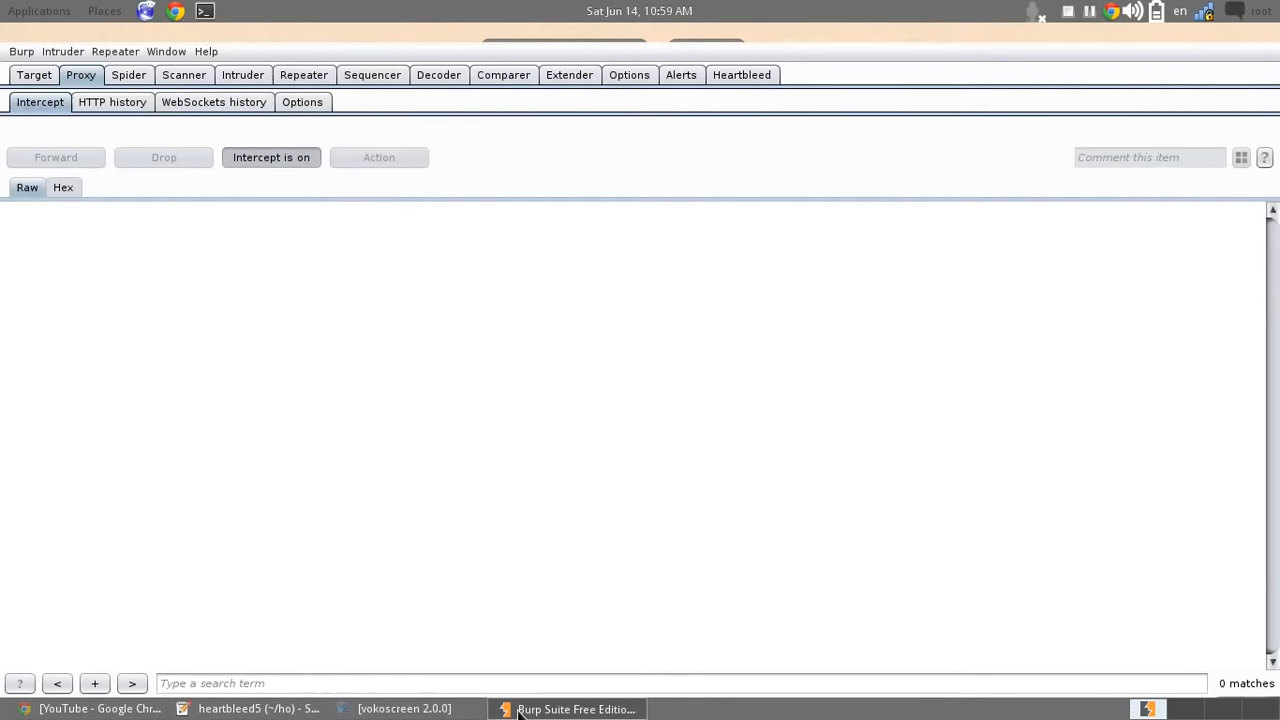 Applications Places Sat Jun 14, 10:59 AM en root
Burp Intruder Repeater Window Help
Target Proxy Spider Scanner Intruder Repeater Sequencer Decoder Comparer Extender Options Alerts Heartbleed
Intercept HTTP history WebSockets history Options
Forward Drop Intercept is on Action Comment this item ?
Raw Hex
? < + > Type a search term 0 matches
[YouTube - Google Chr... heartbleed5 (~/ho) - S... [vokoscreen 2.0.0] Burp Suite Free Editio...